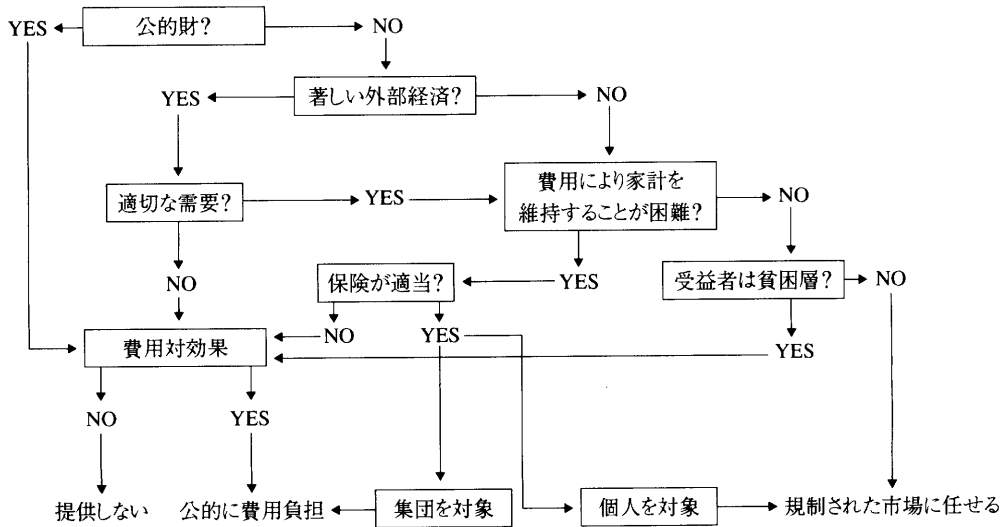 YES
公的財?
NO
YES
著しい外部経済?
NO
適切な需要?
YES
費用により家計を
維持することが困難?
NO
NO
保険が適当?
YES
受益者は貧困層?
NO
NO
YES
費用対効果
YES
NO
YES
提供しない
公的に費用負担
集団を対象
個人を対象
規制された市場に任せる